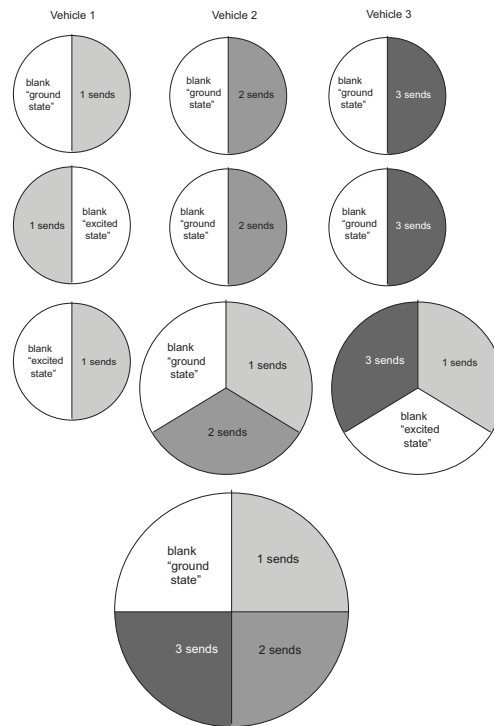 Vehicle 1
Vehicle 2
Vehicle 3
blank
“ground
state”
1 sends
blank
“ground
state”
2 sends
blank
“ground
state”
3 sends
1 sends
blank
“excited
state”
blank
“ground
state”
2 sends
blank
“ground
state”
3 sends
blank
“excited
state”
1 sends
blank
“ground
state”
1 sends
2 sends
3 sends
1 sends
blank
“excited
state”
blank
“ground
state”
1 sends
3 sends
2 sends